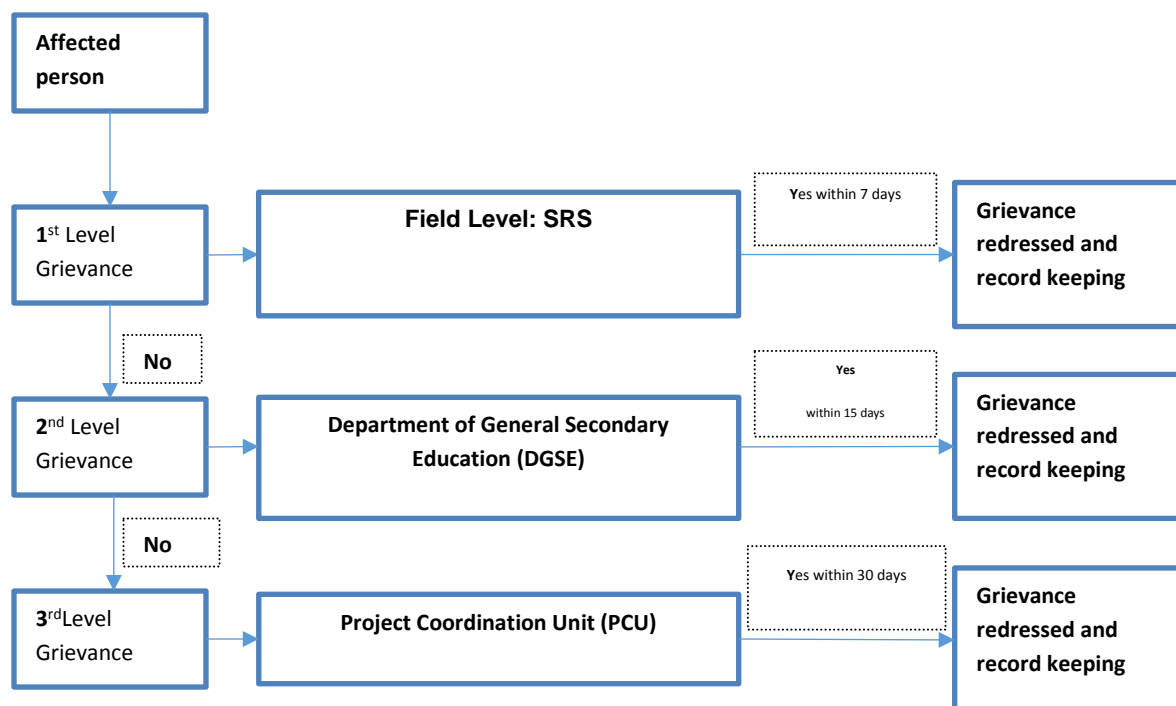 Affected
person
1st Level
Grievance
Field Level: SRS
Yes within 7 days
Grievance
redressed and
record keeping
No
2nd Level
Grievance
Department of General Secondary
Education (DGSE)
Yes
within 15 days
Grievance
redressed and
record keeping
No
3rdLevel
Grievance
Project Coordination Unit (PCU)
Yes within 30 days
Grievance
redressed and
record keeping